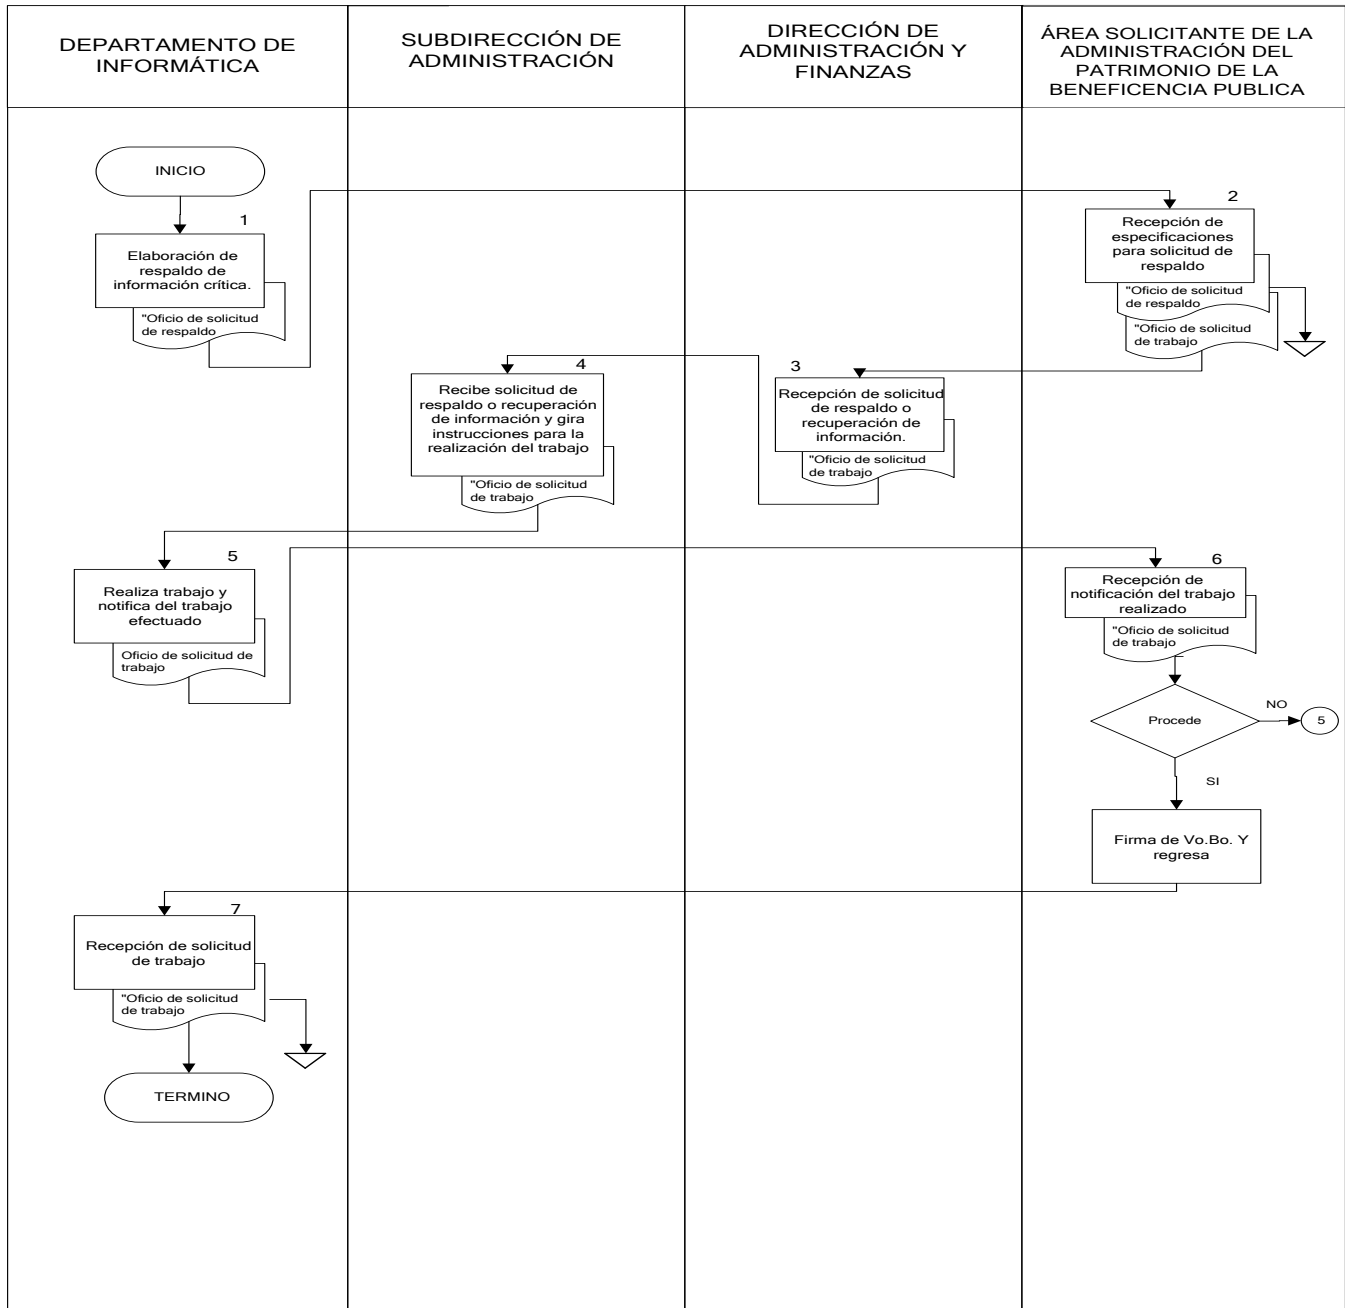 DEPARTAMENTO DE
INFORMÁTICA
SUBDIRECCIÓN DE
ADMINISTRACIÓN
DIRECCIÓN DE
ADMINISTRACIÓN Y
FINANZAS
ÁREA SOLICITANTE DE LA
ADMINISTRACIÓN DEL
PATRIMONIO DE LA
BENEFICENCIA PUBLICA
INICIO
1
Elaboración de
respaldo de
información crítica.
"Oficio de solicitud
de respaldo
2
Recepción de
especificaciones
para solicitud de
respaldo
"Oficio de solicitud
de respaldo
"Oficio de solicitud
de trabajo
3
Recepción de solicitud
de respaldo o
recuperación de
información.
"Oficio de solicitud
de trabajo
4
Recibe solicitud de
respaldo o recuperación
de información y gira
instrucciones para la
realización del trabajo
"Oficio de solicitud
de trabajo
5
Realiza trabajo y
notifica del trabajo
efectuado
Oficio de solicitud de
trabajo
6
Recepción de
notificación del trabajo
realizado
"Oficio de solicitud
de trabajo
Procede
NO
5
SI
Firma de Vo.Bo. Y
regresa
7
Recepción de solicitud
de trabajo
"Oficio de solicitud
de trabajo
TERMINO